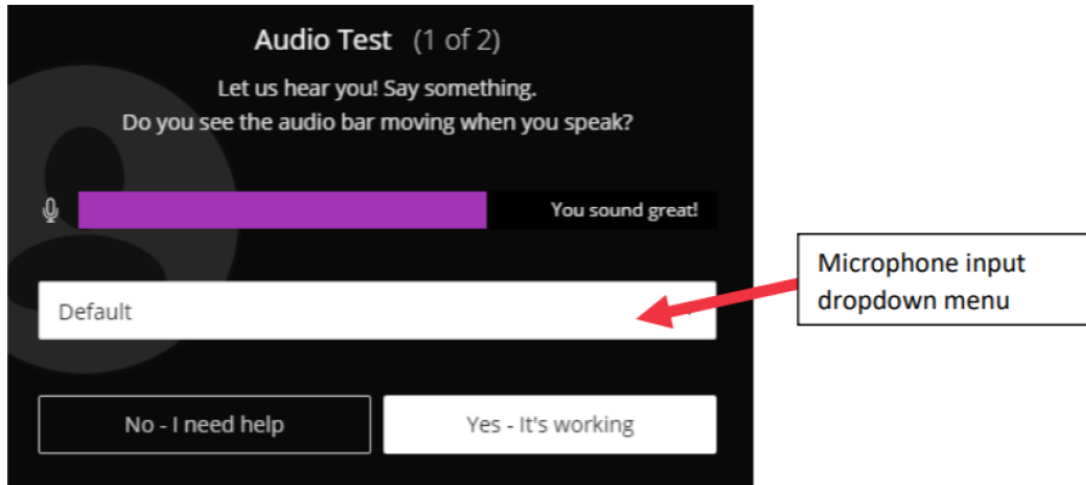 Audio Test (1 of 2)
Let us hear you! Say something.
Do you see the audio bar moving when you speak?
You sound great!
Default
Microphone input
dropdown menu
No - I need help
Yes - It's working